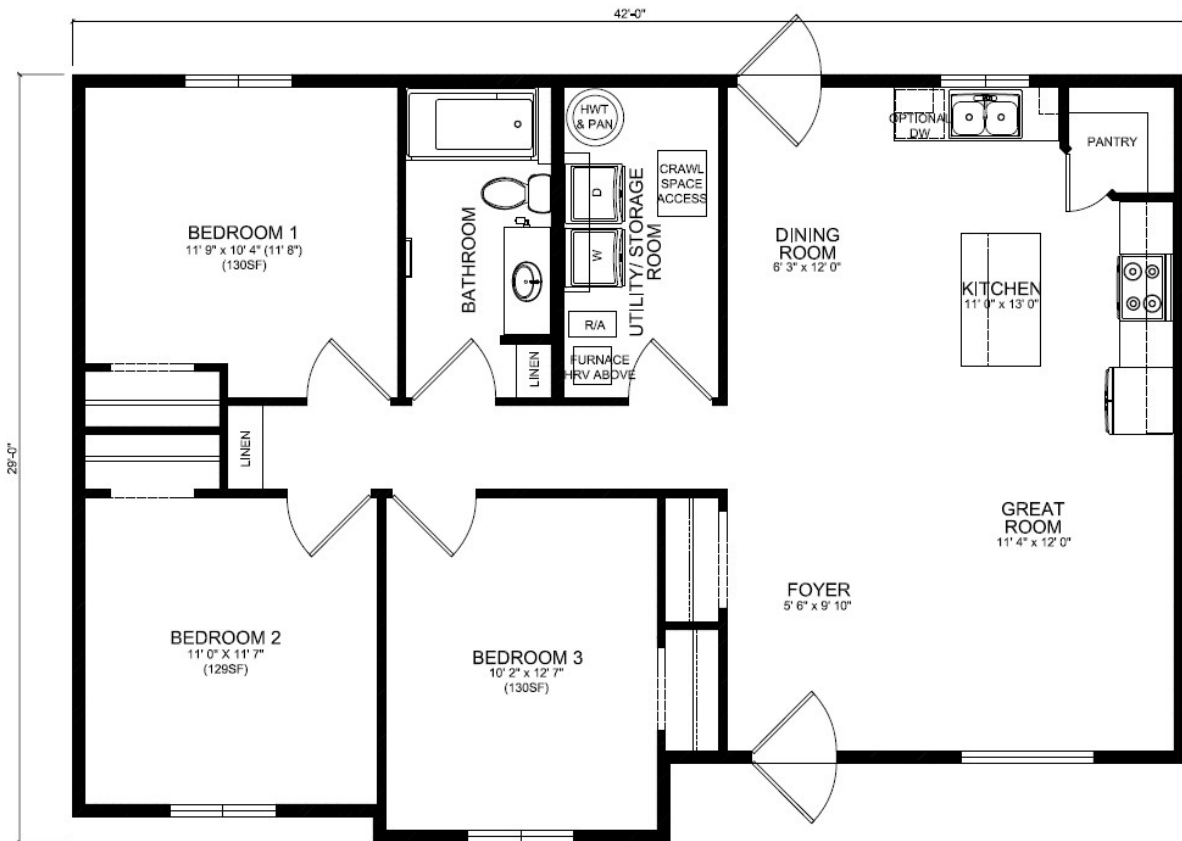 42'-0"
29'-0"
BEDROOM 1
11' 9" x 10' 4" (11' 8")
(130SF)
BATHROOM
LINEN
HWT
& PAN
D
W
UTILITY/ STORAGE
ROOM
CRAWL
SPACE
ACCESS
R/A
FURNACE
HRV ABOVE
DINING
ROOM
6' 3" x 12' 0"
OPTIONAL
DW
PANTRY
KITCHEN
11' 0" x 13' 0"
LINEN
BEDROOM 2
11' 0" X 11' 7"
(129SF)
BEDROOM 3
10' 2" x 12' 7"
(130SF)
FOYER
5' 6" x 9' 10"
GREAT
ROOM
11' 4" x 12' 0"